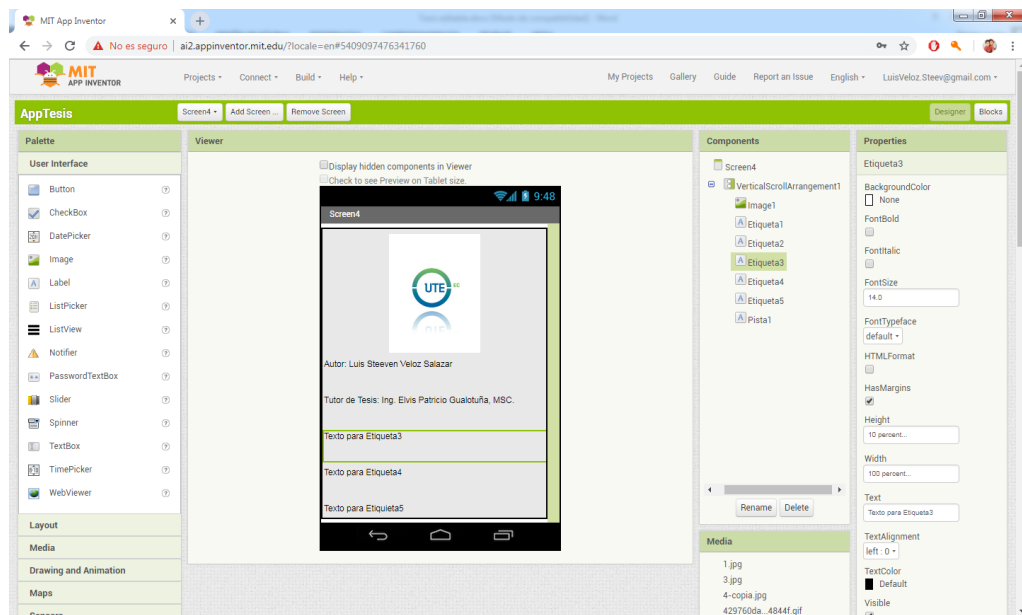 MIT App Inventor
No es seguro | ai2.appinventor.mit.edu/?locale=en#5409097476341760
MIT
APP INVENTOR
Projects Connect Build Help
My Projects Gallery Guide Report an Issue English LuisVeloz.Steev@gmail.com
AppTesis
Screen4 Add Screen ... Remove Screen
Designer Blocks
Palette
User Interface
Button
CheckBox
DatePicker
Image
Label
ListPicker
ListView
Notifier
PasswordTextBox
Slider
Spinner
TextBox
TimePicker
WebViewer
Layout
Media
Drawing and Animation
Maps
Sensors
Viewer
Display hidden components in Viewer
Check to see Preview on Tablet size.
9:48
Screen4
UTE
Autor: Luis Steeven Veloz Salazar
Tutor de Tesis: Ing. Elvis Patricio Gualotuña, MSC.
Texto para Etiqueta3
Texto para Etiqueta4
Texto para Etiquieta5
Components
Screen4
VerticalScrollArrangement1
Image1
Etiqueta1
Etiqueta2
Etiqueta3
Etiqueta4
Etiqueta5
Pista1
Rename Delete
Media
1.jpg
3.jpg
4-copia.jpg
429760da...4844f.gif
Properties
Etiqueta3
BackgroundColor
None
FontBold
FontItalic
FontSize
14.0
FontTypeface
default
HTMLFormat
HasMargins
Height
10 percent...
Width
100 percent...
Text
Texto para Etiqueta3
TextAlignment
left : 0
TextColor
Default
Visible